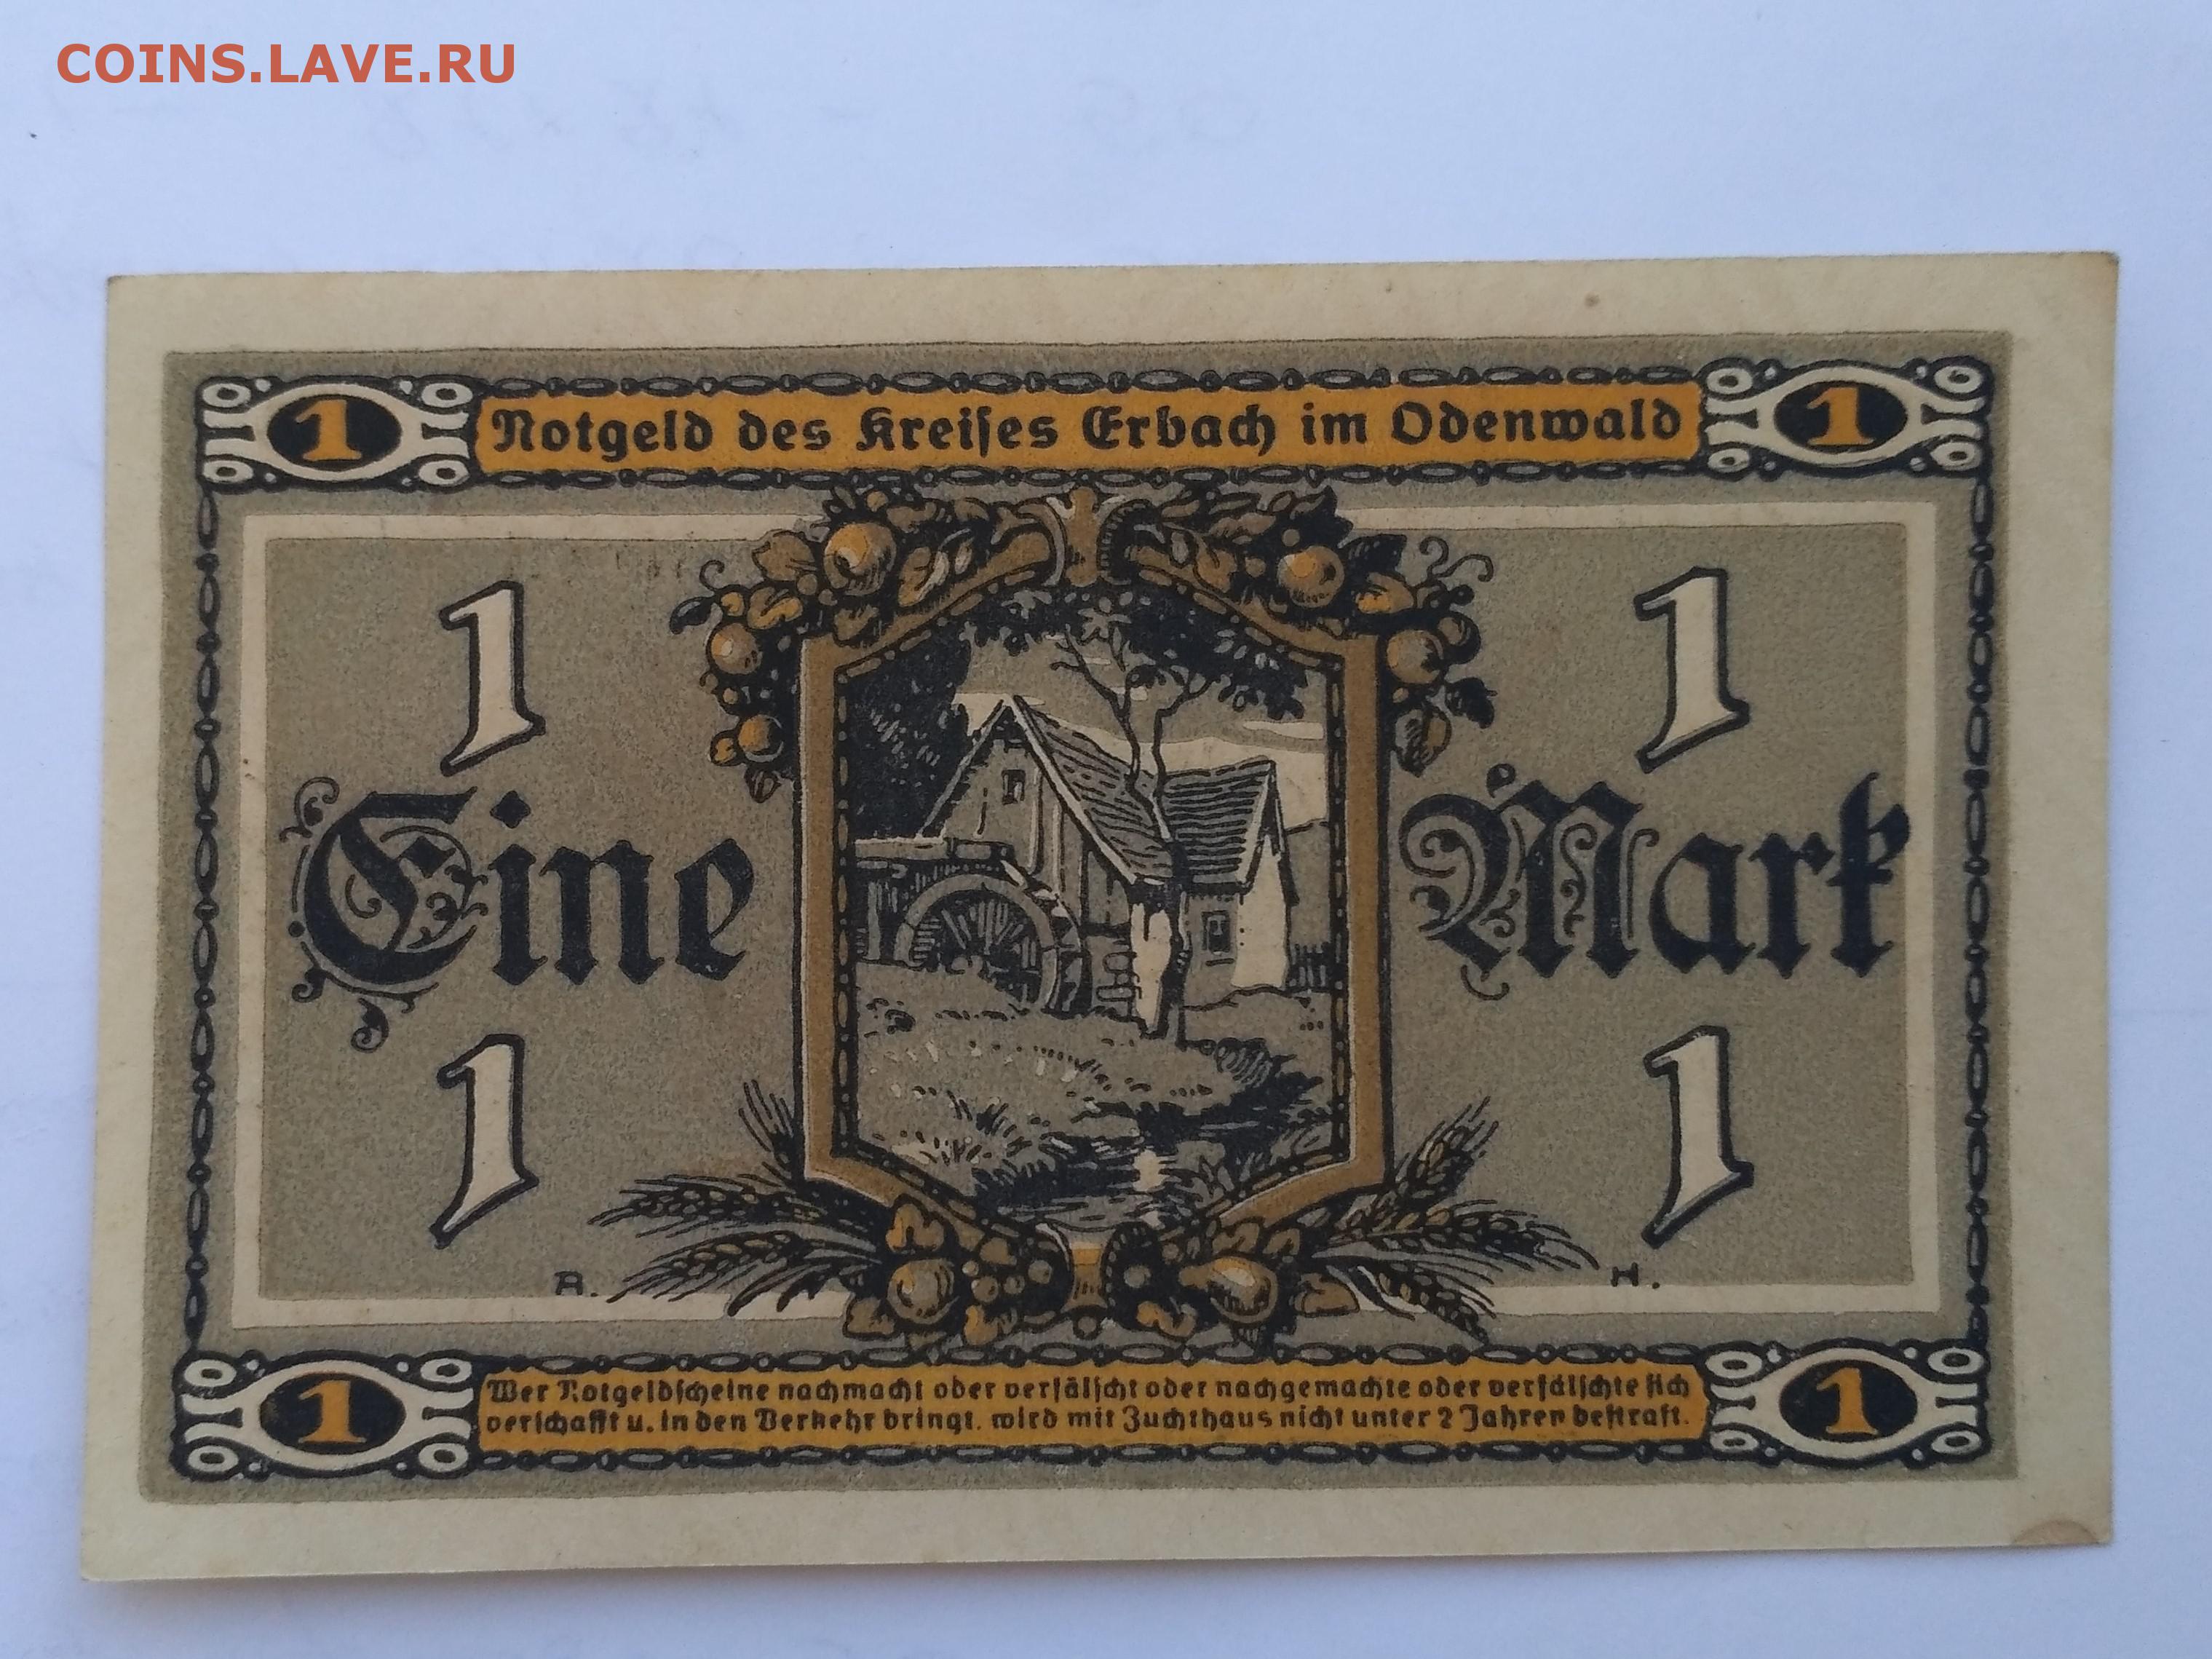 COINS.LAVE.RU
1 Notgeld des Kreises Erbach im Odenwald 1
1 1
Eine Mark
1 1
R. H.
1 Wer Notgeldscheine nachmacht oder verfälscht oder nachgemachte oder verfälschte sich 1
verschafft u. in den Verkehr bringt. wird mit Zuchthaus nicht unter 2 Jahren bestraft.